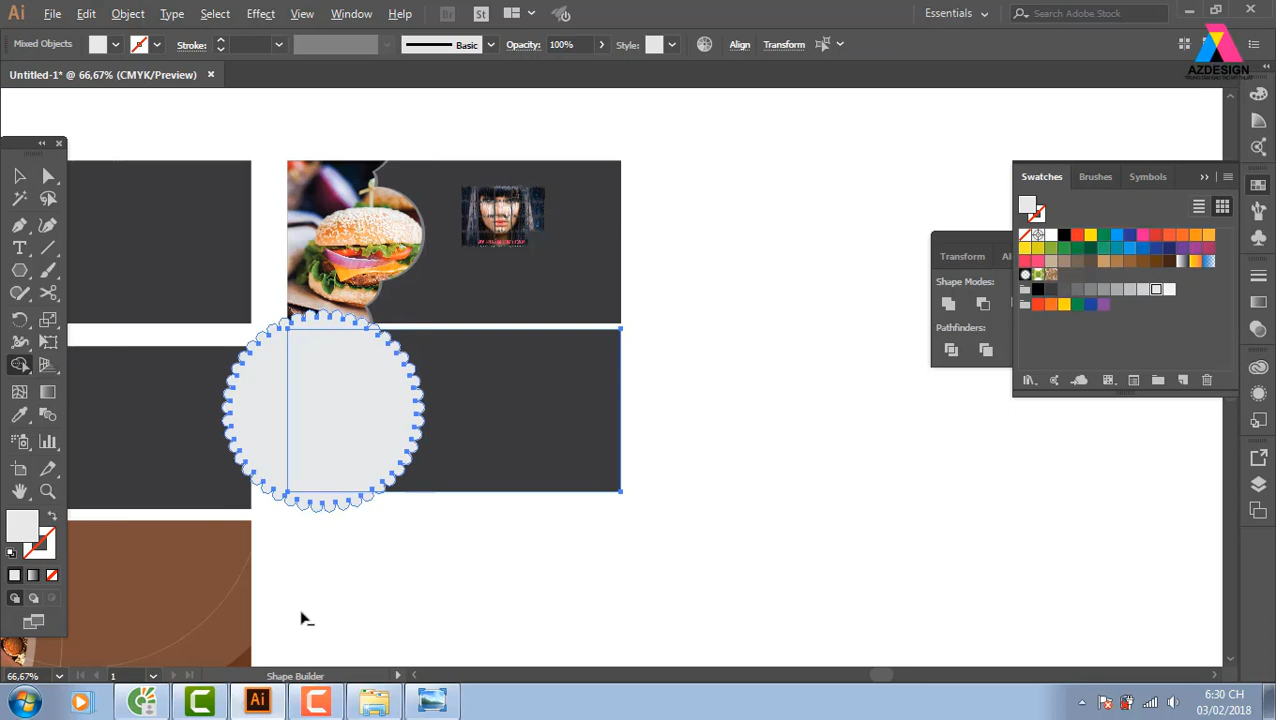 Ai File Edit Object Type Select Effect View Window Help Br St Essentials Search Adobe Stock
Mixed Objects Stroke: Basic Opacity: 100% Style: Align Transform
AZDESIGN
Untitled-1* @ 66,67% (CMYK/Preview)
Swatches Brushes Symbols
Transform
Shape Modes:
Pathfinders:
66,67% 1 Shape Builder
Ai
6:30 CH
03/02/2018